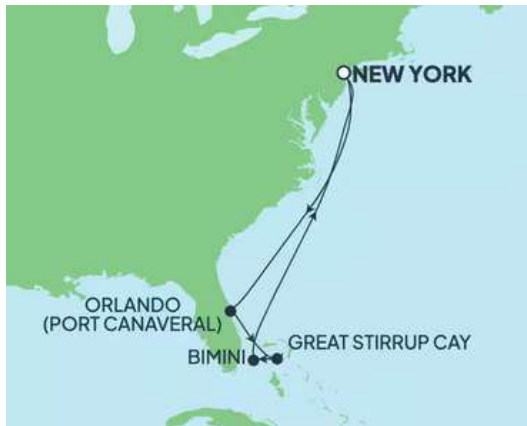 NEW YORK
ORLANDO
(PORT CANAVERAL)
BIMINI
GREAT STIRRUP CAY